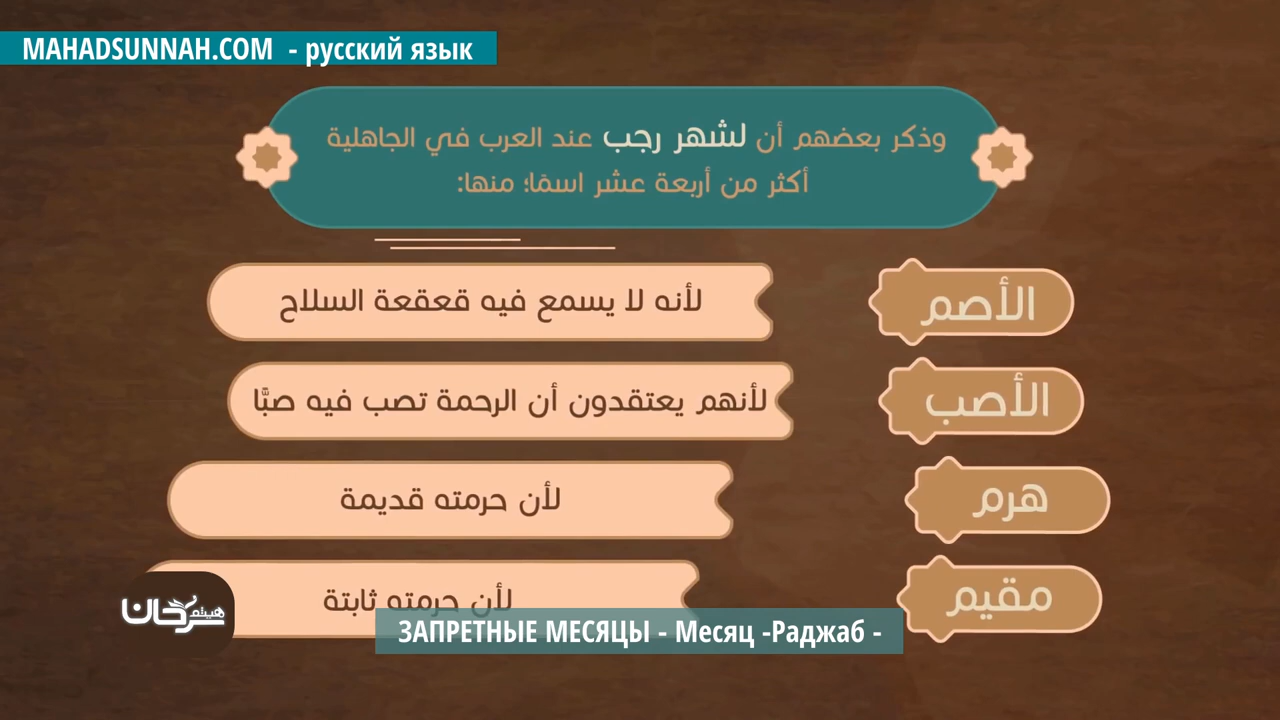 MAHADSUNNAH.COM - русский язык
وذكر بعضهم أن لشهر رجب عند العرب في الجاهلية
أكثر من أربعة عشر اسمًا؛ منها:
الأصم
لأنه لا يسمع فيه قعقعة السلاح
الأصب
لأنهم يعتقدون أن الرحمة تصب فيه صبًّا
هرم
لأن حرمته قديمة
مقيم
لأن حرمته ثابتة
هيثم سرحان
ЗАПРЕТНЫЕ МЕСЯЦЫ - Месяц -Раджаб -